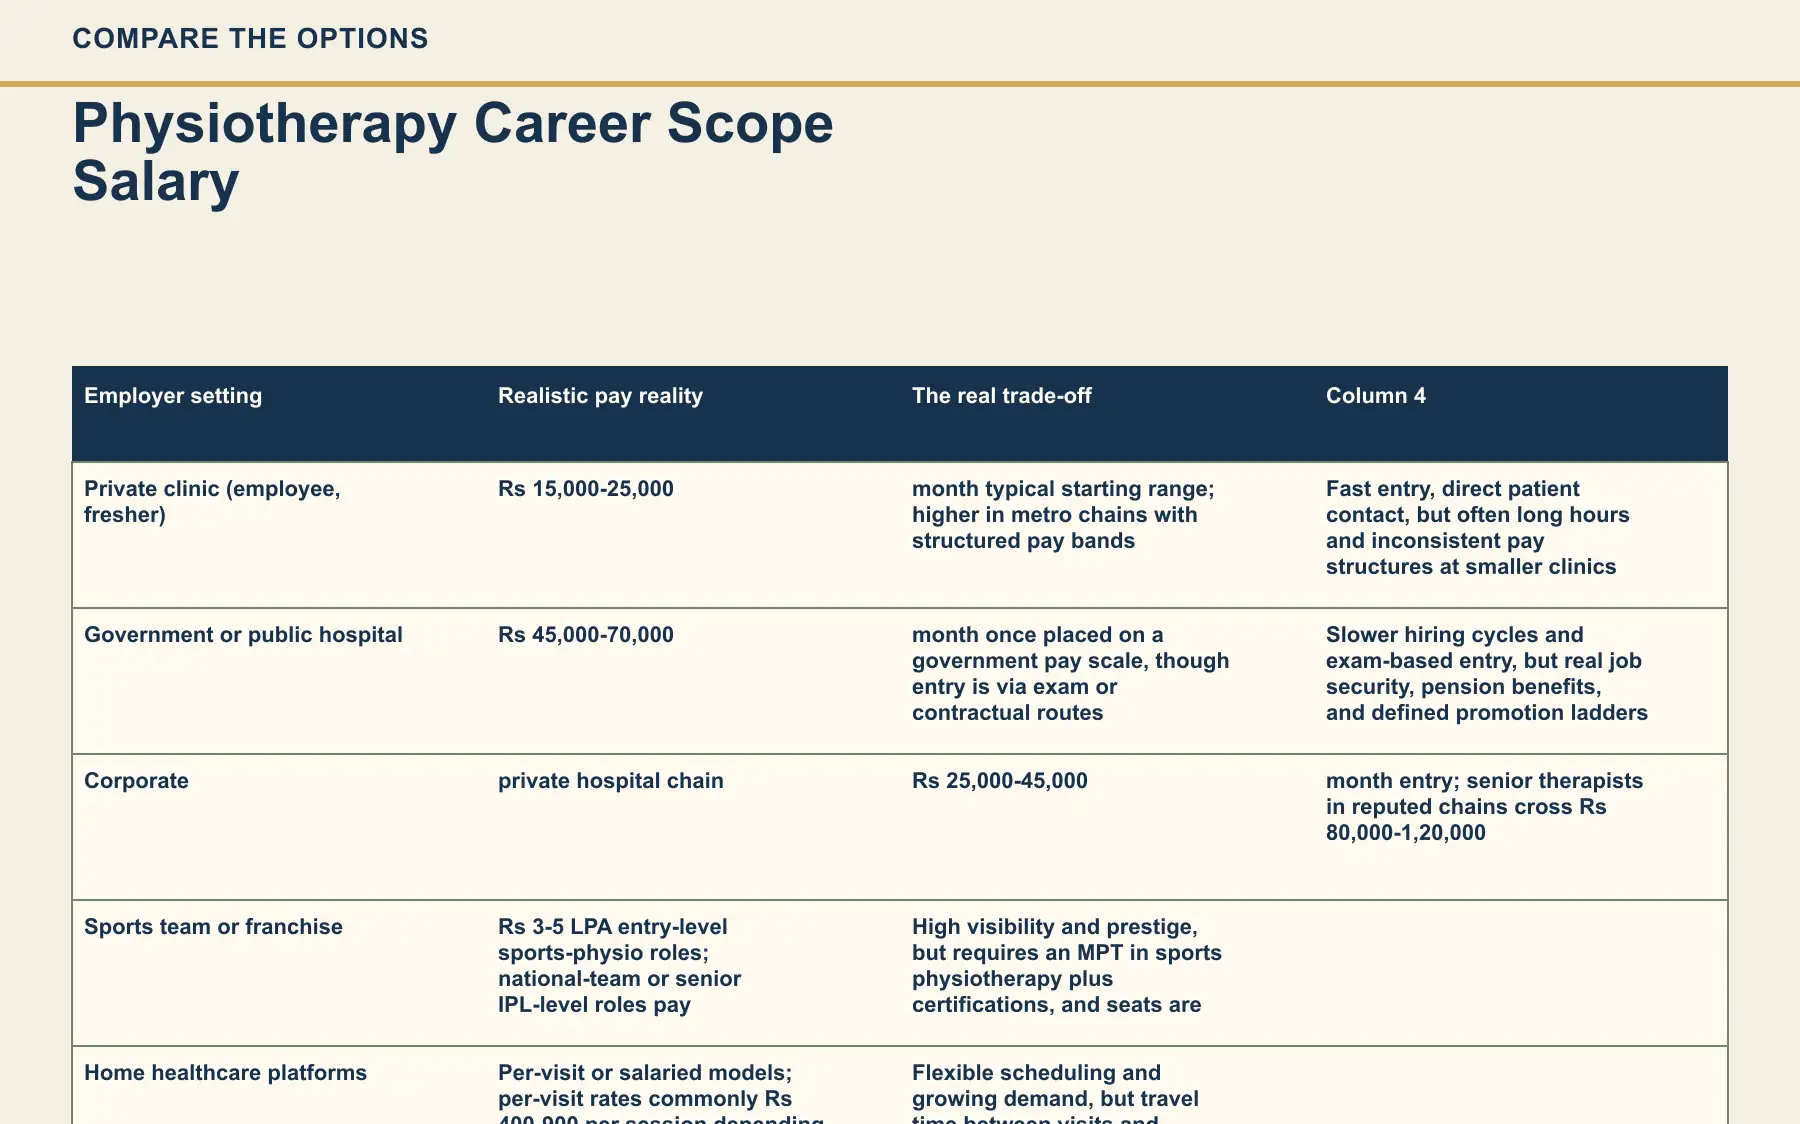 COMPARE THE OPTIONS
Physiotherapy Career Scope
Salary
Employer setting
Realistic pay reality
The real trade-off
Column 4
Private clinic (employee,
fresher)
Rs 15,000-25,000
month typical starting range;
higher in metro chains with
structured pay bands
Fast entry, direct patient
contact, but often long hours
and inconsistent pay
structures at smaller clinics
Government or public hospital
Rs 45,000-70,000
month once placed on a
government pay scale, though
entry is via exam or
contractual routes
Slower hiring cycles and
exam-based entry, but real job
security, pension benefits,
and defined promotion ladders
Corporate
private hospital chain
Rs 25,000-45,000
month entry; senior therapists
in reputed chains cross Rs
80,000-1,20,000
Sports team or franchise
Rs 3-5 LPA entry-level
sports-physio roles;
national-team or senior
IPL-level roles pay
High visibility and prestige,
but requires an MPT in sports
physiotherapy plus
certifications, and seats are
Home healthcare platforms
Per-visit or salaried models;
per-visit rates commonly Rs
400-900 per session depending
Flexible scheduling and
growing demand, but travel
time between visits and